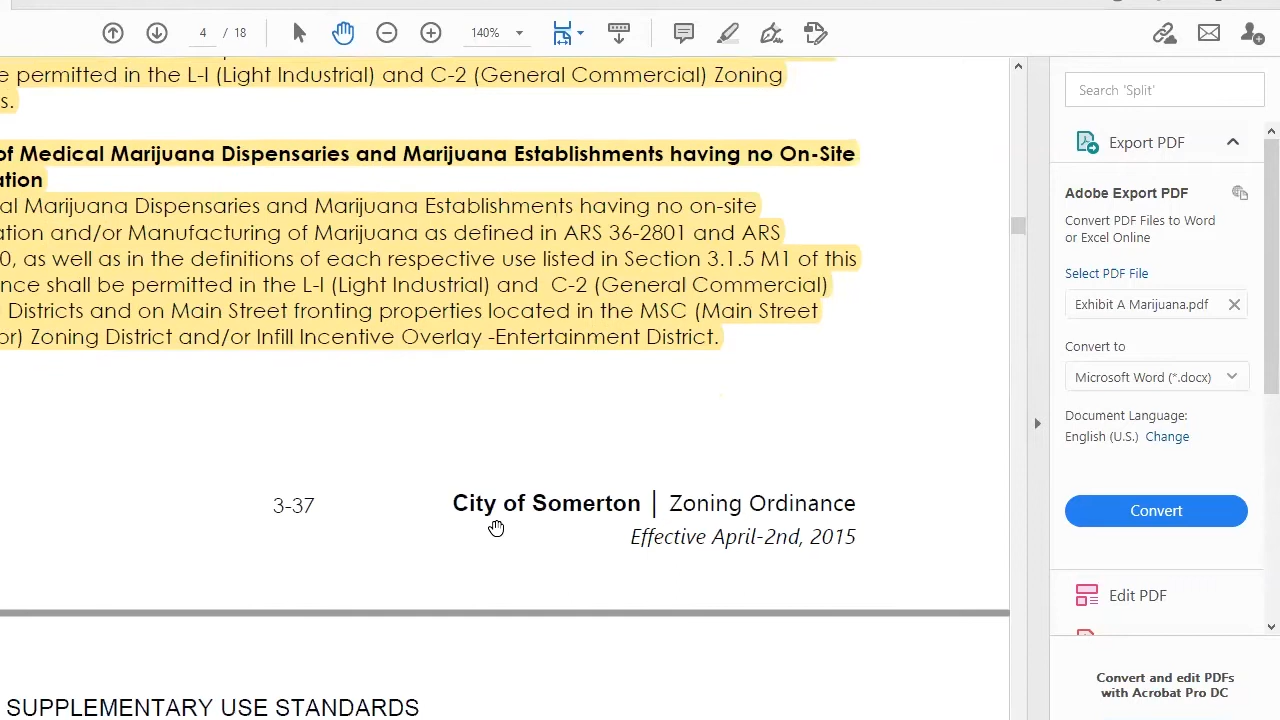 4 / 18
140%
e permitted in the L-I (Light Industrial) and C-2 (General Commercial) Zoning
s.
of Medical Marijuana Dispensaries and Marijuana Establishments having no On-Site
ation
al Marijuana Dispensaries and Marijuana Establishments having no on-site
ation and/or Manufacturing of Marijuana as defined in ARS 36-2801 and ARS
0, as well as in the definitions of each respective use listed in Section 3.1.5 M1 of this
nce shall be permitted in the L-I (Light Industrial) and C-2 (General Commercial)
Districts and on Main Street fronting properties located in the MSC (Main Street
or) Zoning District and/or Infill Incentive Overlay -Entertainment District.
3-37
City of Somerton | Zoning Ordinance
Effective April-2nd, 2015
SUPPLEMENTARY USE STANDARDS
Search 'Split'
Export PDF
Adobe Export PDF
Convert PDF Files to Word
or Excel Online
Select PDF File
Exhibit A Marijuana.pdf
Convert to
Microsoft Word (*.docx)
Document Language:
English (U.S.) Change
Convert
Edit PDF
Convert and edit PDFs
with Acrobat Pro DC